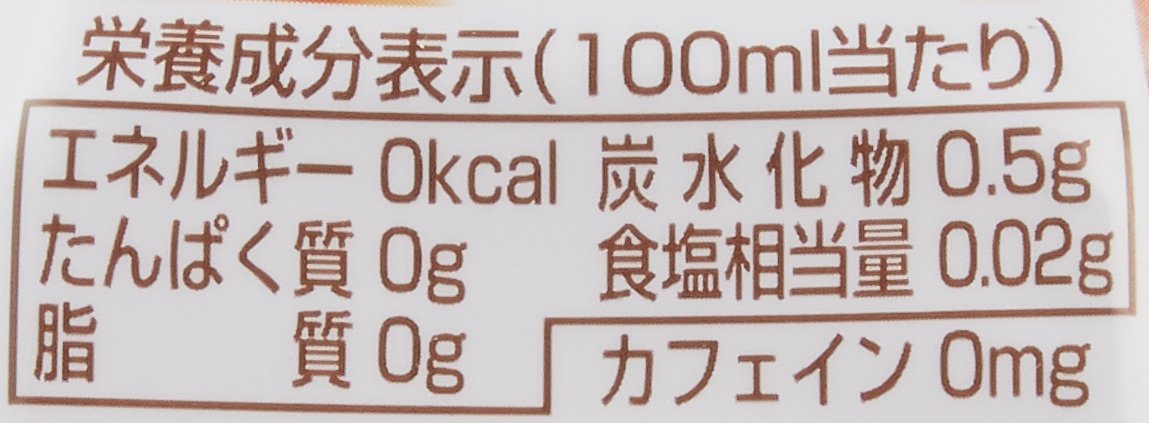 栄養成分表示(100ml当たり)
エネルギー 0kcal 炭水化物 0.5g
たんぱく質 0g 食塩相当量 0.02g
脂質 0g カフェイン 0mg